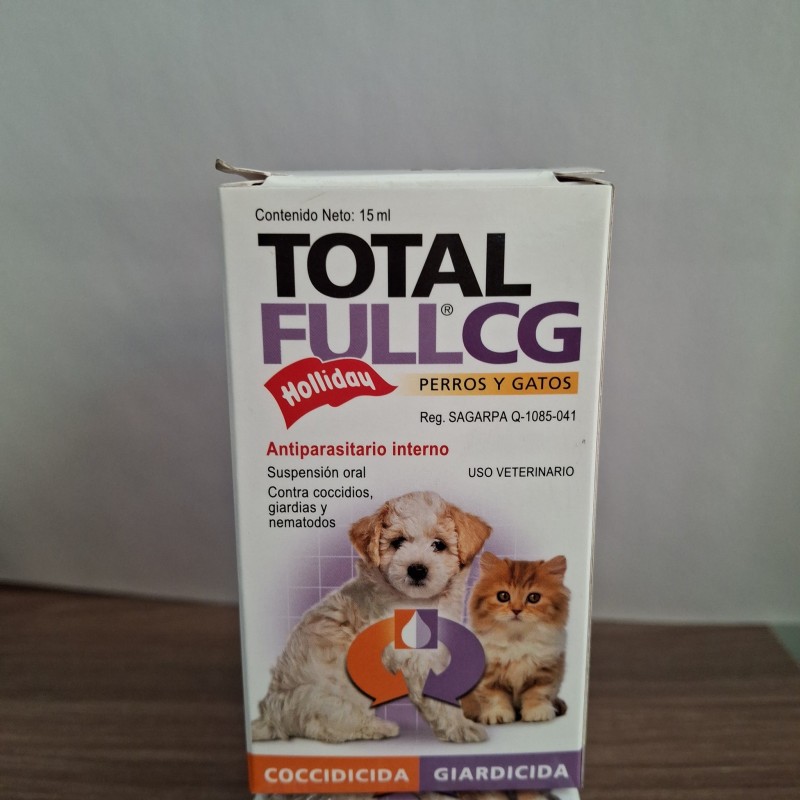 Contenido Neto: 15 ml
TOTAL
FULL® CG
Holliday
PERROS Y GATOS
Reg. SAGARPA Q-1085-041
Antiparasitario interno
Suspensión oral
USO VETERINARIO
Contra coccidios,
giardias y
nematodos
COCCIDICIDA
GIARDICIDA